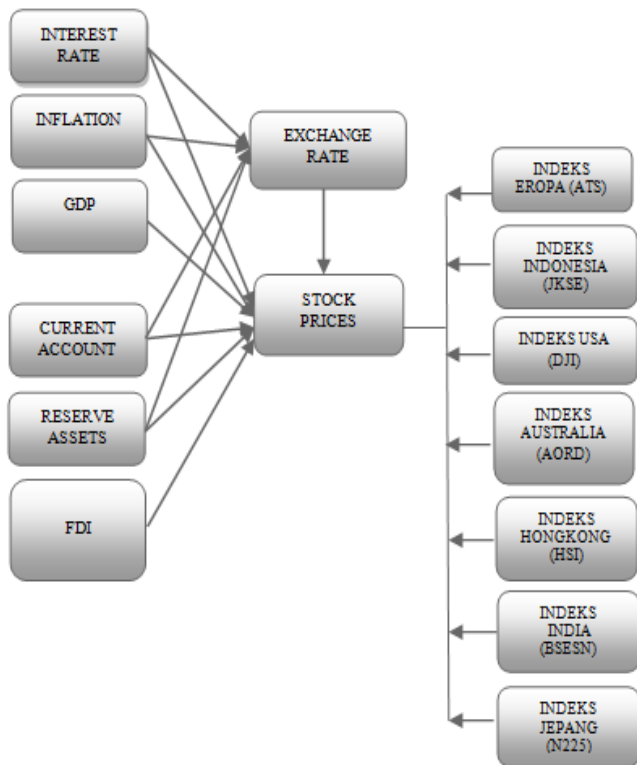 INTEREST
RATE
INFLATION
GDP
CURRENT
ACCOUNT
RESERVE
ASSETS
FDI
EXCHANGE
RATE
STOCK
PRICES
INDEKS
EROPA (ATS)
INDEKS
INDONESIA
(JKSE)
INDEKS USA
(DJI)
INDEKS
AUSTRALIA
(AORD)
INDEKS
HONGKONG
(HSI)
INDEKS
INDIA
(BSESN)
INDEKS
JEPANG
(N225)